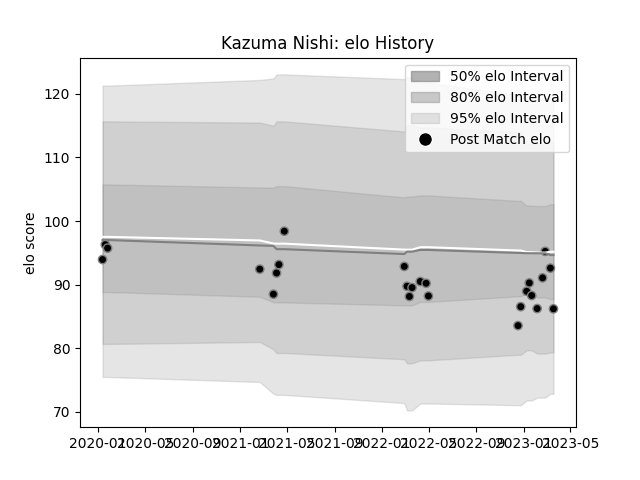 Kazuma Nishi: elo History
50% elo Interval
80% elo Interval
95% elo Interval
Post Match elo
elo score
120
110
100
90
80
70
2020-01 2020-05 2020-09 2021-01 2021-05 2021-09 2022-01 2022-05 2022-09 2023-01 2023-05